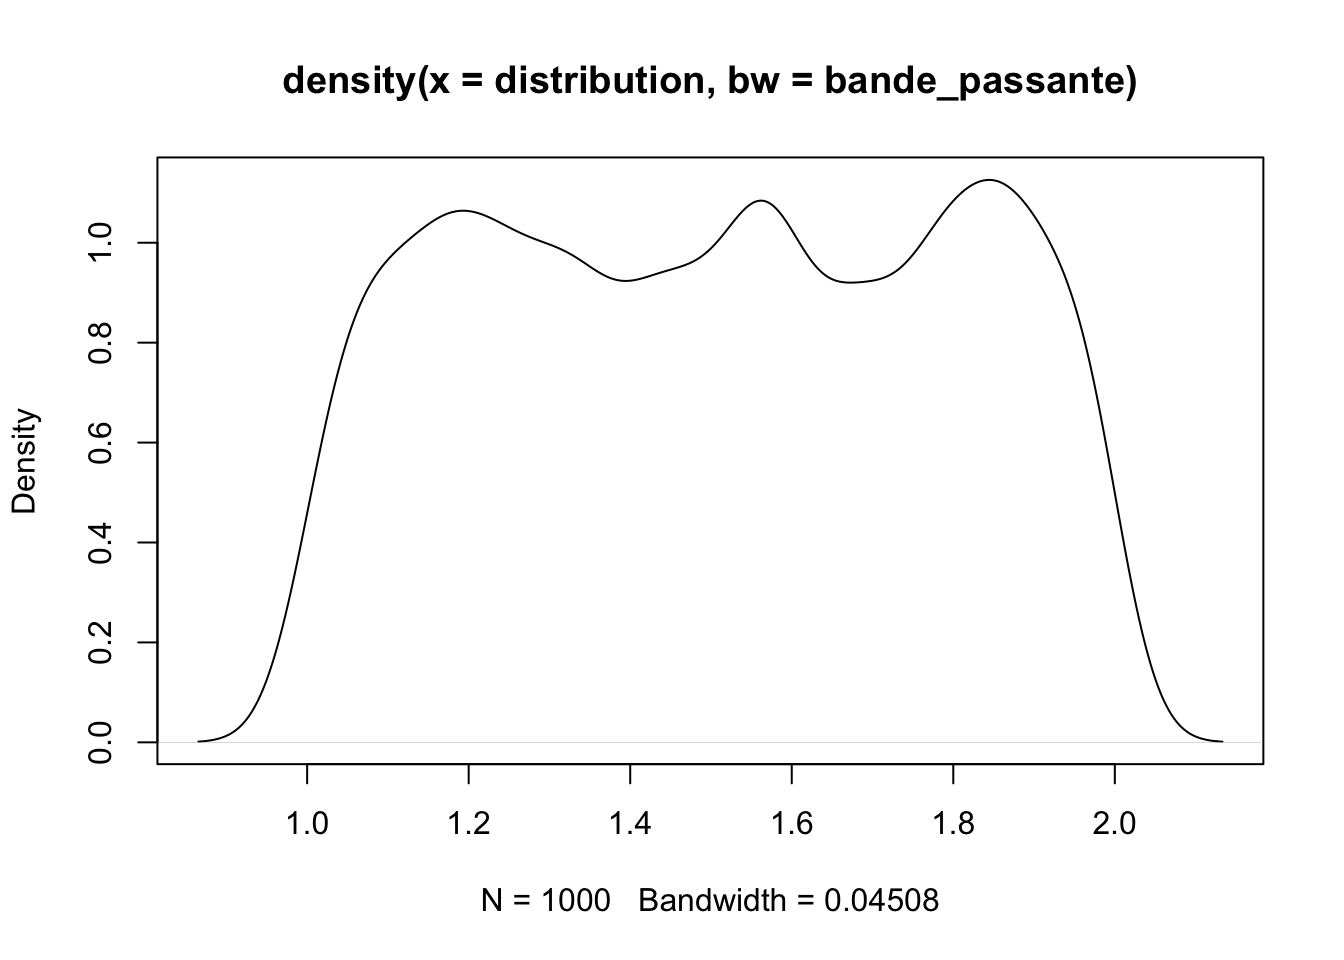 density(x = distribution, bw = bande_passante)
Density
1.0
0.8
0.6
0.4
0.2
0.0
1.0 1.2 1.4 1.6 1.8 2.0
N = 1000 Bandwidth = 0.04508